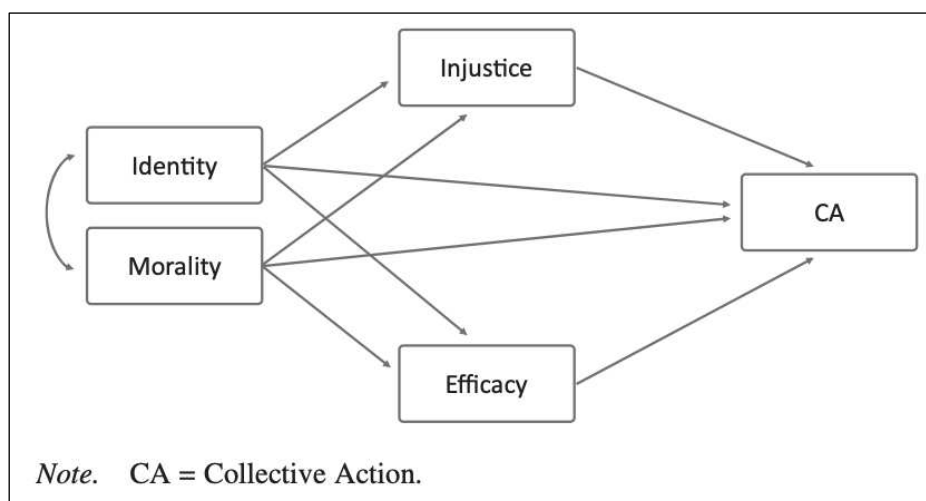 Injustice
Identity
CA
Morality
Efficacy
Note. CA = Collective Action.